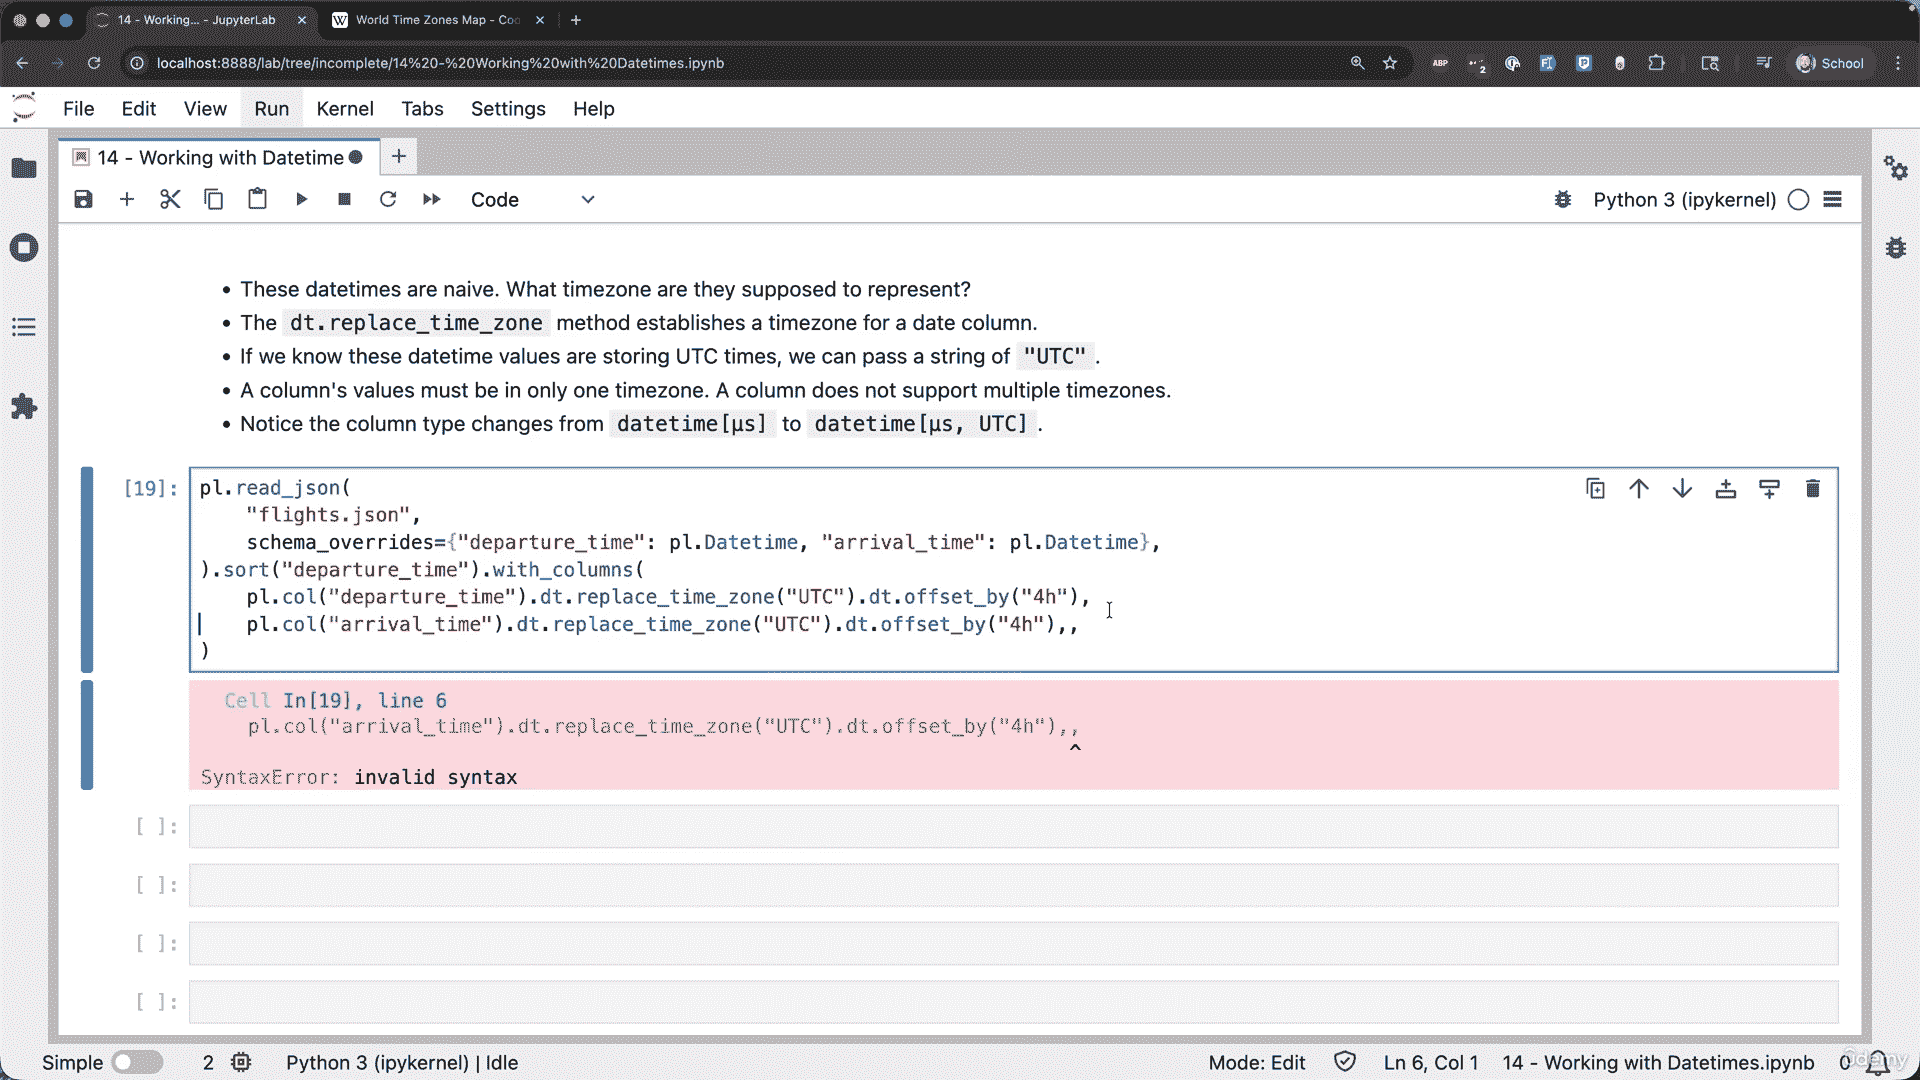 14 - Working... - JupyterLab
World Time Zones Map - Coo
localhost:8888/lab/tree/incomplete/14%20-%20Working%20with%20Datetimes.ipynb
ABP
2
School
File Edit View Run Kernel Tabs Settings Help
14 - Working with Datetime
Code
Python 3 (ipykernel)
• These datetimes are naive. What timezone are they supposed to represent?
• The dt.replace_time_zone method establishes a timezone for a date column.
• If we know these datetime values are storing UTC times, we can pass a string of "UTC" .
• A column's values must be in only one timezone. A column does not support multiple timezones.
• Notice the column type changes from datetime[μs] to datetime[μs, UTC] .
[19]:
pl.read_json(
    "flights.json",
    schema_overrides={"departure_time": pl.Datetime, "arrival_time": pl.Datetime},
).sort("departure_time").with_columns(
    pl.col("departure_time").dt.replace_time_zone("UTC").dt.offset_by("4h"),
    pl.col("arrival_time").dt.replace_time_zone("UTC").dt.offset_by("4h"),,
)
Cell In[19], line 6
    pl.col("arrival_time").dt.replace_time_zone("UTC").dt.offset_by("4h"),,
^
SyntaxError: invalid syntax
[ ]:
[ ]:
[ ]:
[ ]:
Simple 2 Python 3 (ipykernel) | Idle Mode: Edit Ln 6, Col 1 14 - Working with Datetimes.ipynb 0
Udemy